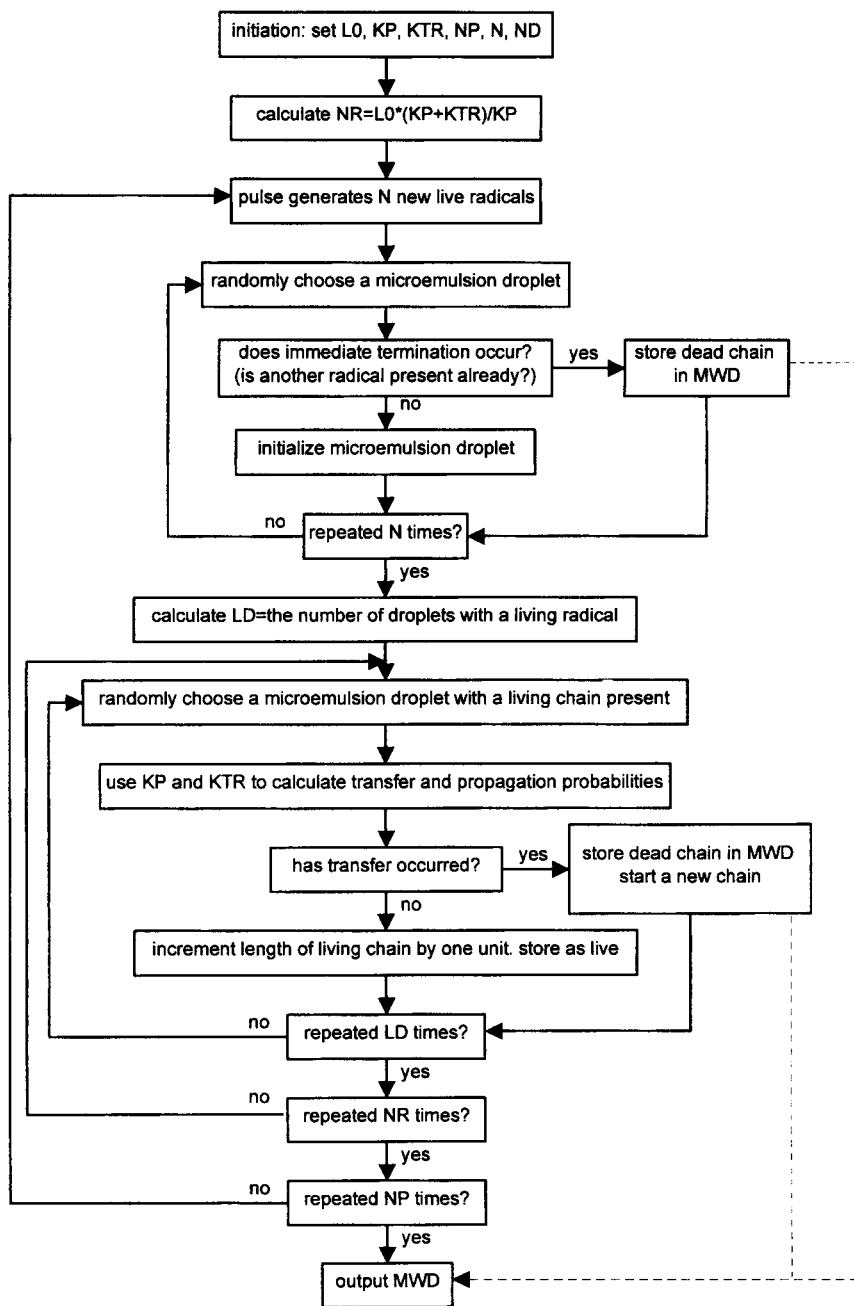 initiation: set L0, KP, KTR, NP, N, ND
calculate NR=L0*(KP+KTR)/KP
pulse generates N new live radicals
randomly choose a microemulsion droplet
does immediate termination occur?
(is another radical present already?)
yes
store dead chain
in MWD
no
initialize microemulsion droplet
no
repeated N times?
yes
calculate LD=the number of droplets with a living radical
randomly choose a microemulsion droplet with a living chain present
use KP and KTR to calculate transfer and propagation probabilities
has transfer occurred?
yes
store dead chain in MWD
start a new chain
no
increment length of living chain by one unit. store as live
no
repeated LD times?
yes
no
repeated NR times?
yes
no
repeated NP times?
yes
output MWD